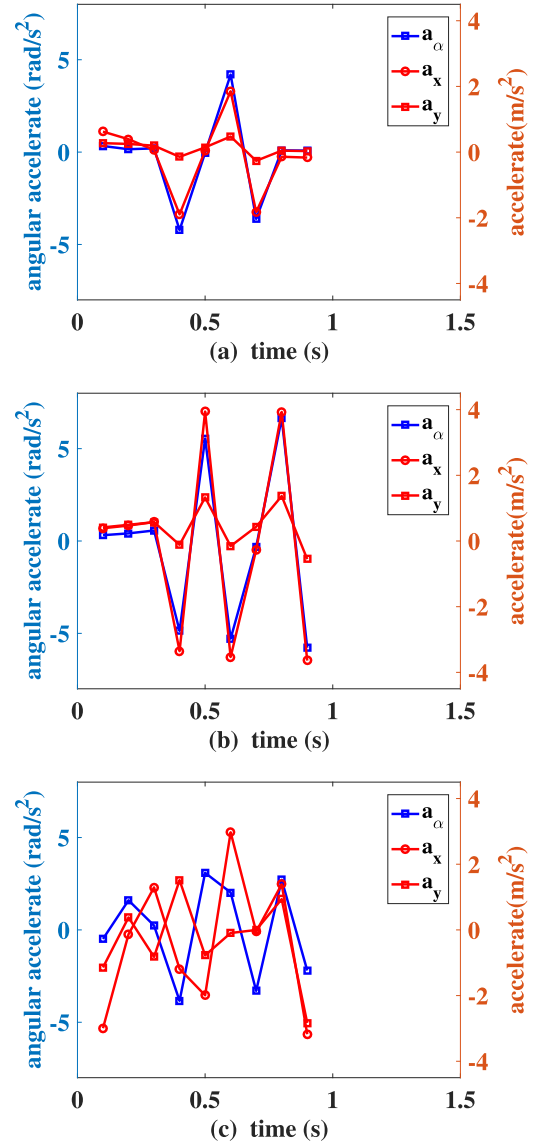 angular accelerate (rad/s²)
5
0
-5
4
2
0
-2
-4
accelerate(m/s²)
a_α
a_x
a_y
0 0.5 1 1.5
(a) time (s)
angular accelerate (rad/s²)
5
0
-5
4
2
0
-2
-4
accelerate(m/s²)
a_α
a_x
a_y
0 0.5 1 1.5
(b) time (s)
angular accelerate (rad/s²)
5
0
-5
4
2
0
-2
-4
accelerate(m/s²)
a_α
a_x
a_y
0 0.5 1 1.5
(c) time (s)